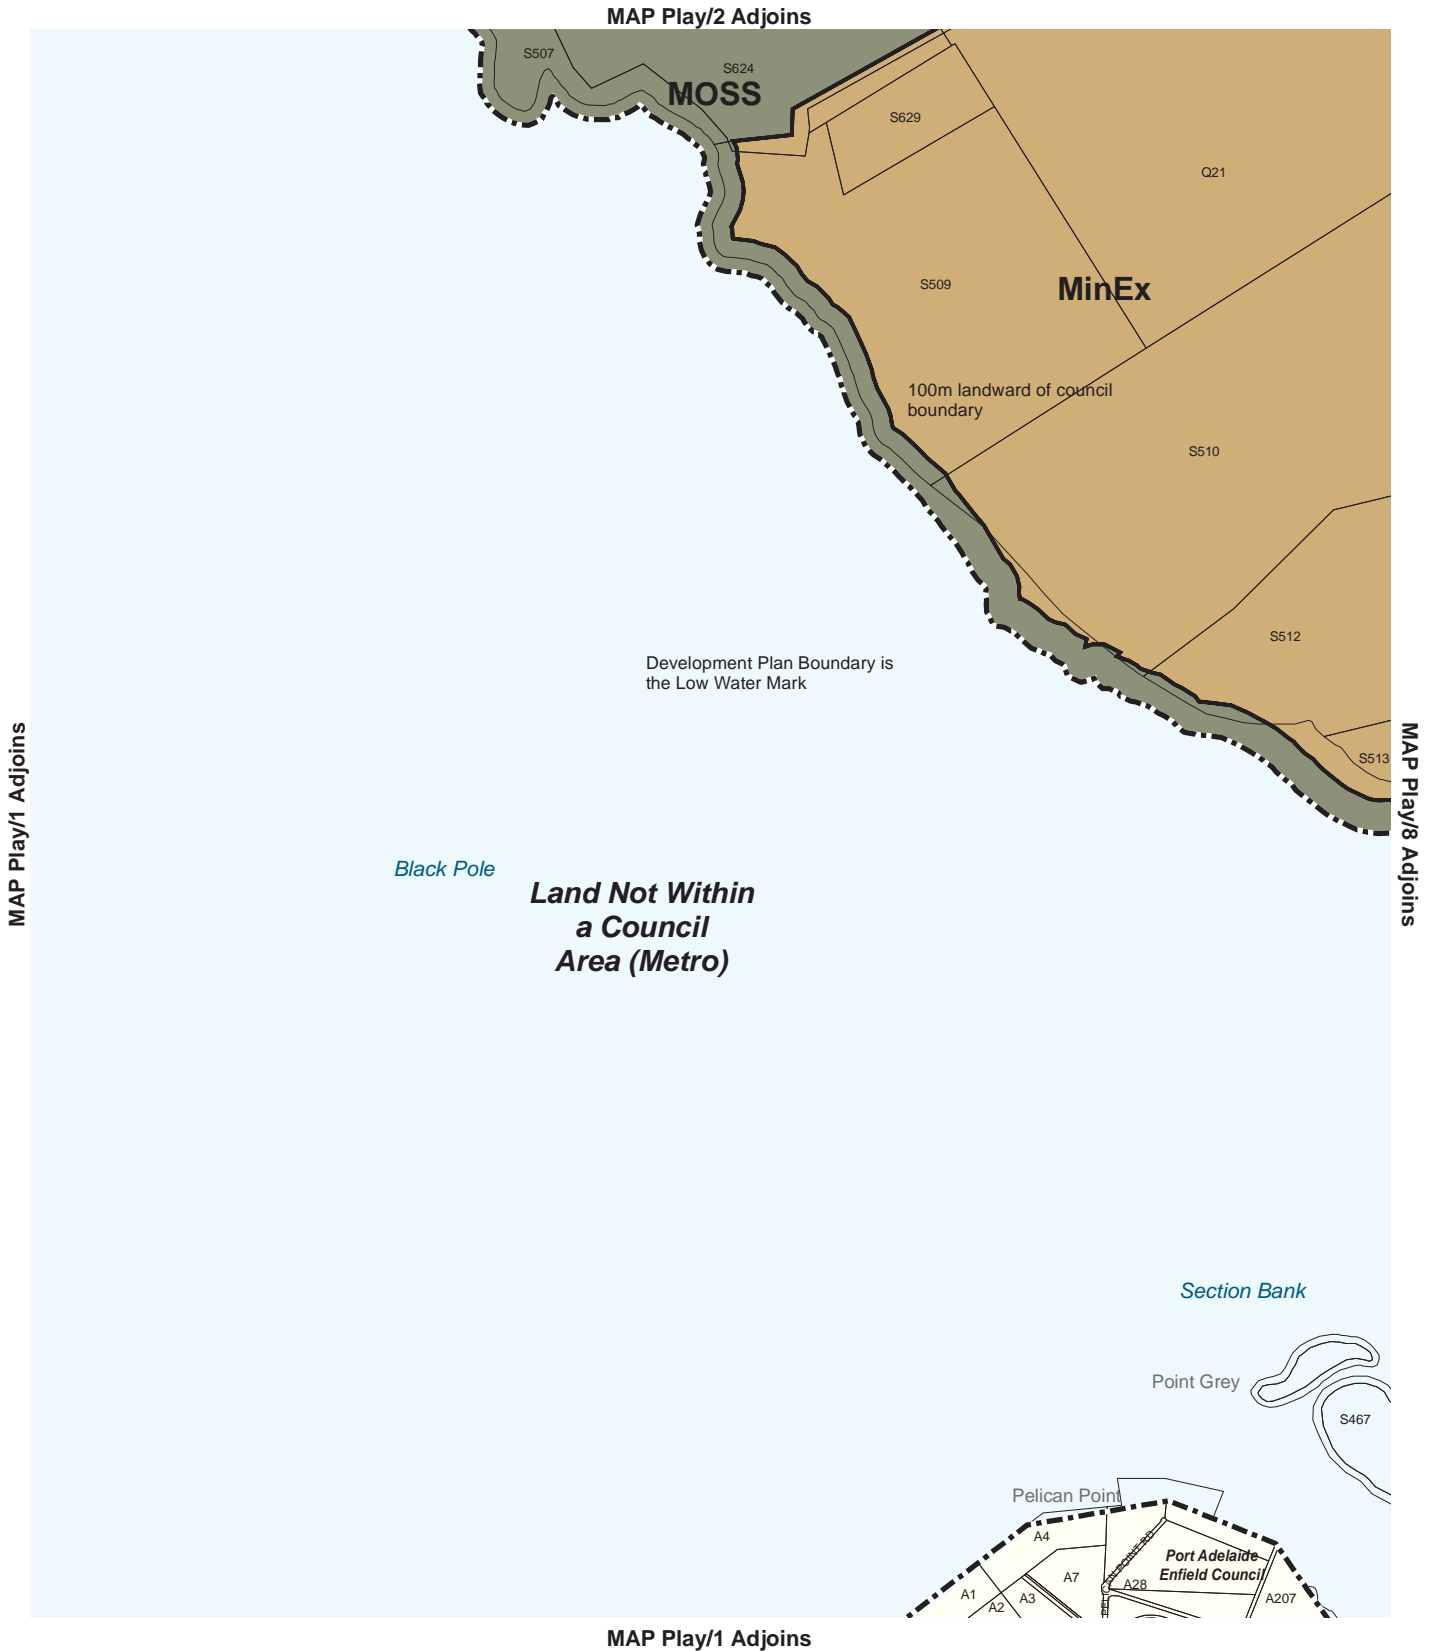 MAP Play/2 Adjoins
S507
S624
MOSS
S629
Q21
S509
MinEx
100m landward of council
boundary
S510
S512
Development Plan Boundary is
the Low Water Mark
S513
MAP Play/1 Adjoins
MAP Play/8 Adjoins
Black Pole
Land Not Within
a Council
Area (Metro)
Section Bank
Point Grey
S467
Pelican Point
A4
Port Adelaide
Enfield Council
A7
A28
A1
A2
A3
A207
MAP Play/1 Adjoins